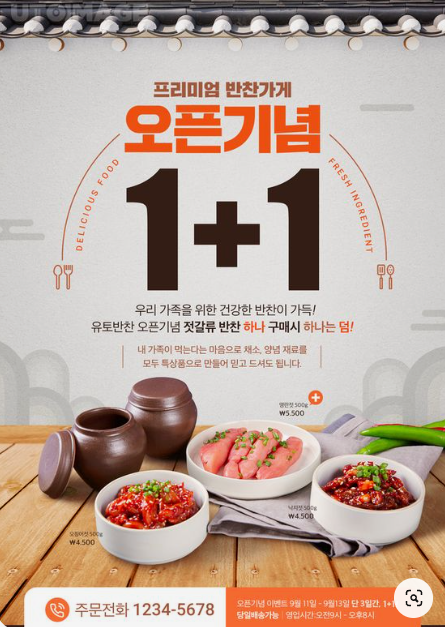 UTOIMAGE
프리미엄 반찬가게
오픈기념
DELICIOUS FOOD
FRESH INGREDIENT
1+1
우리 가족을 위한 건강한 반찬이 가득!
유토반찬 오픈기념 젓갈류 반찬 하나 구매시 하나는 덤!
내 가족이 먹는다는 마음으로 채소, 양념 재료를
모두 특상품으로 만들어 믿고 드셔도 됩니다.
명란젓 500g
₩5,500
낙지젓 500g
₩4,500
오징어젓 500g
₩4,500
주문전화 1234-5678
오픈기념 이벤트 9월 11일 - 9월13일 단 3일간, 1+
당일배송가능 | 영업시간:오전9시 - 오후8시